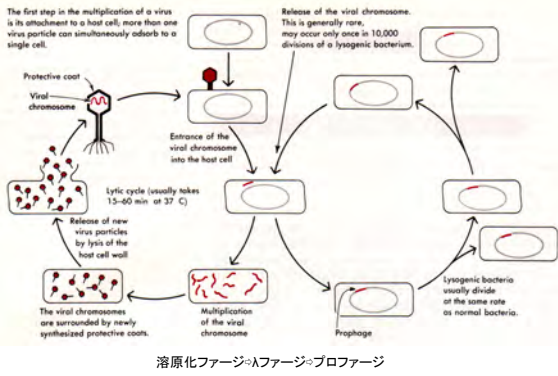 The first step in the multiplication of a virus
is its attachment to a host cell; more than one
virus particle can simultaneously adsorb to a
single cell.
Release of the viral chromosome.
This is generally rare,
may occur only once in 10,000
divisions of a lysogenic bacterium.
Protective coat
Viral
chromosome
Entrance of the
viral chromosome
into the host cell
Lytic cycle (usually takes
15–60 min at 37 C)
Release of new
virus particles
by lysis of the
host cell wall
The viral chromosomes
are surrounded by newly
synthesized protective coats.
Multiplication
of the viral
chromosome
Prophage
Lysogenic bacteria
usually divide
at the same rate
as normal bacteria.
溶原化ファージ⇨λファージ⇨プロファージ